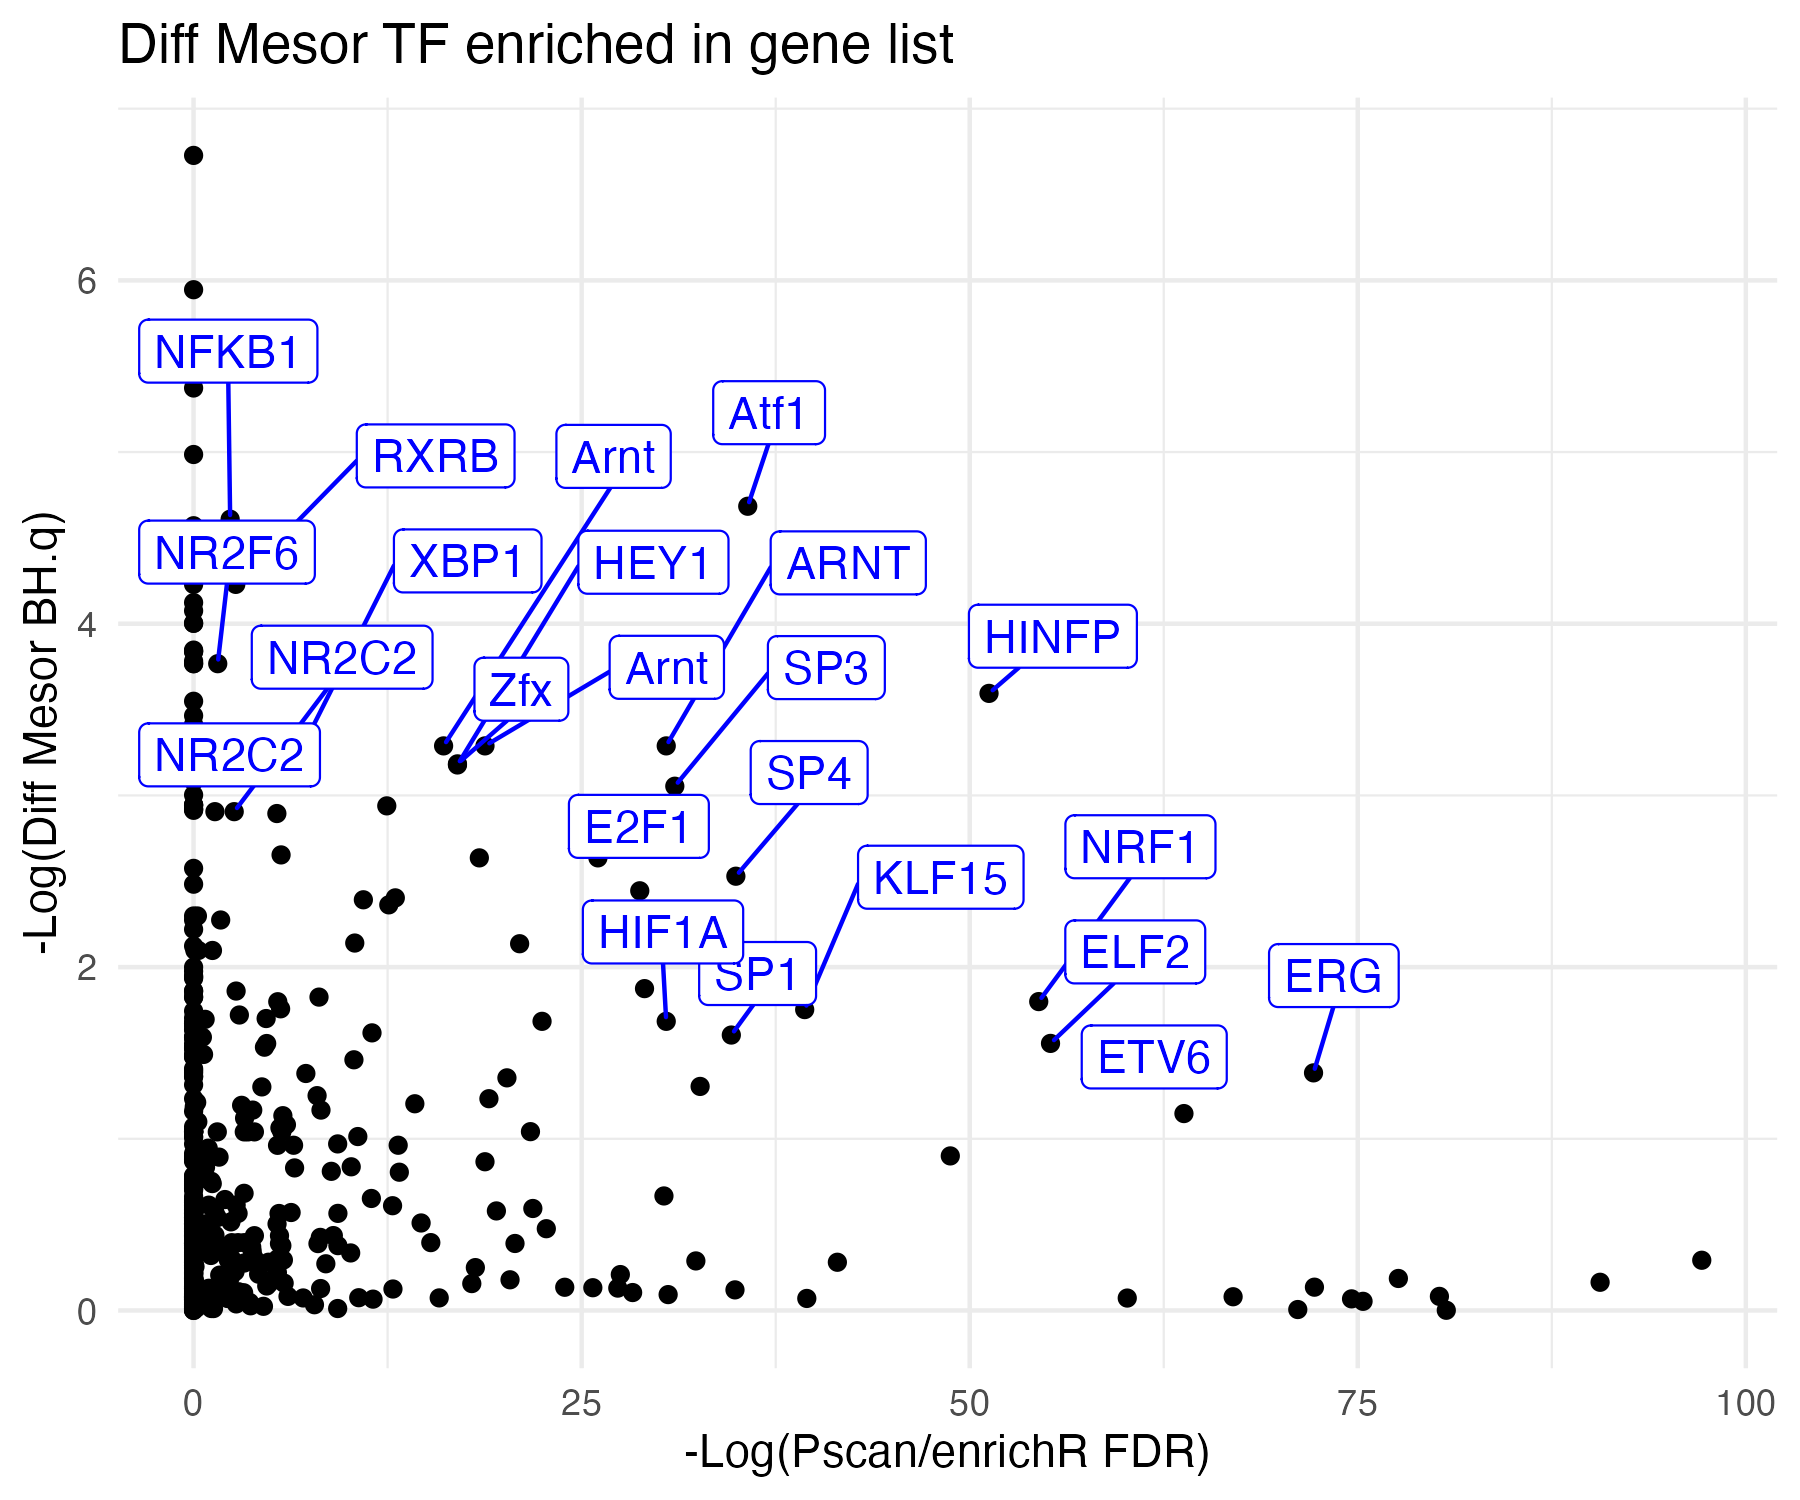 Diff Mesor TF enriched in gene list
-Log(Diff Mesor BH.q)
6
4
2
0
NFKB1
Atf1
RXRB
Arnt
NR2F6
XBP1
HEY1
ARNT
HINFP
NR2C2
Arnt
SP3
Zfx
NR2C2
SP4
E2F1
NRF1
KLF15
HIF1A
ELF2
SP1
ERG
ETV6
0
25
50
75
100
-Log(Pscan/enrichR FDR)